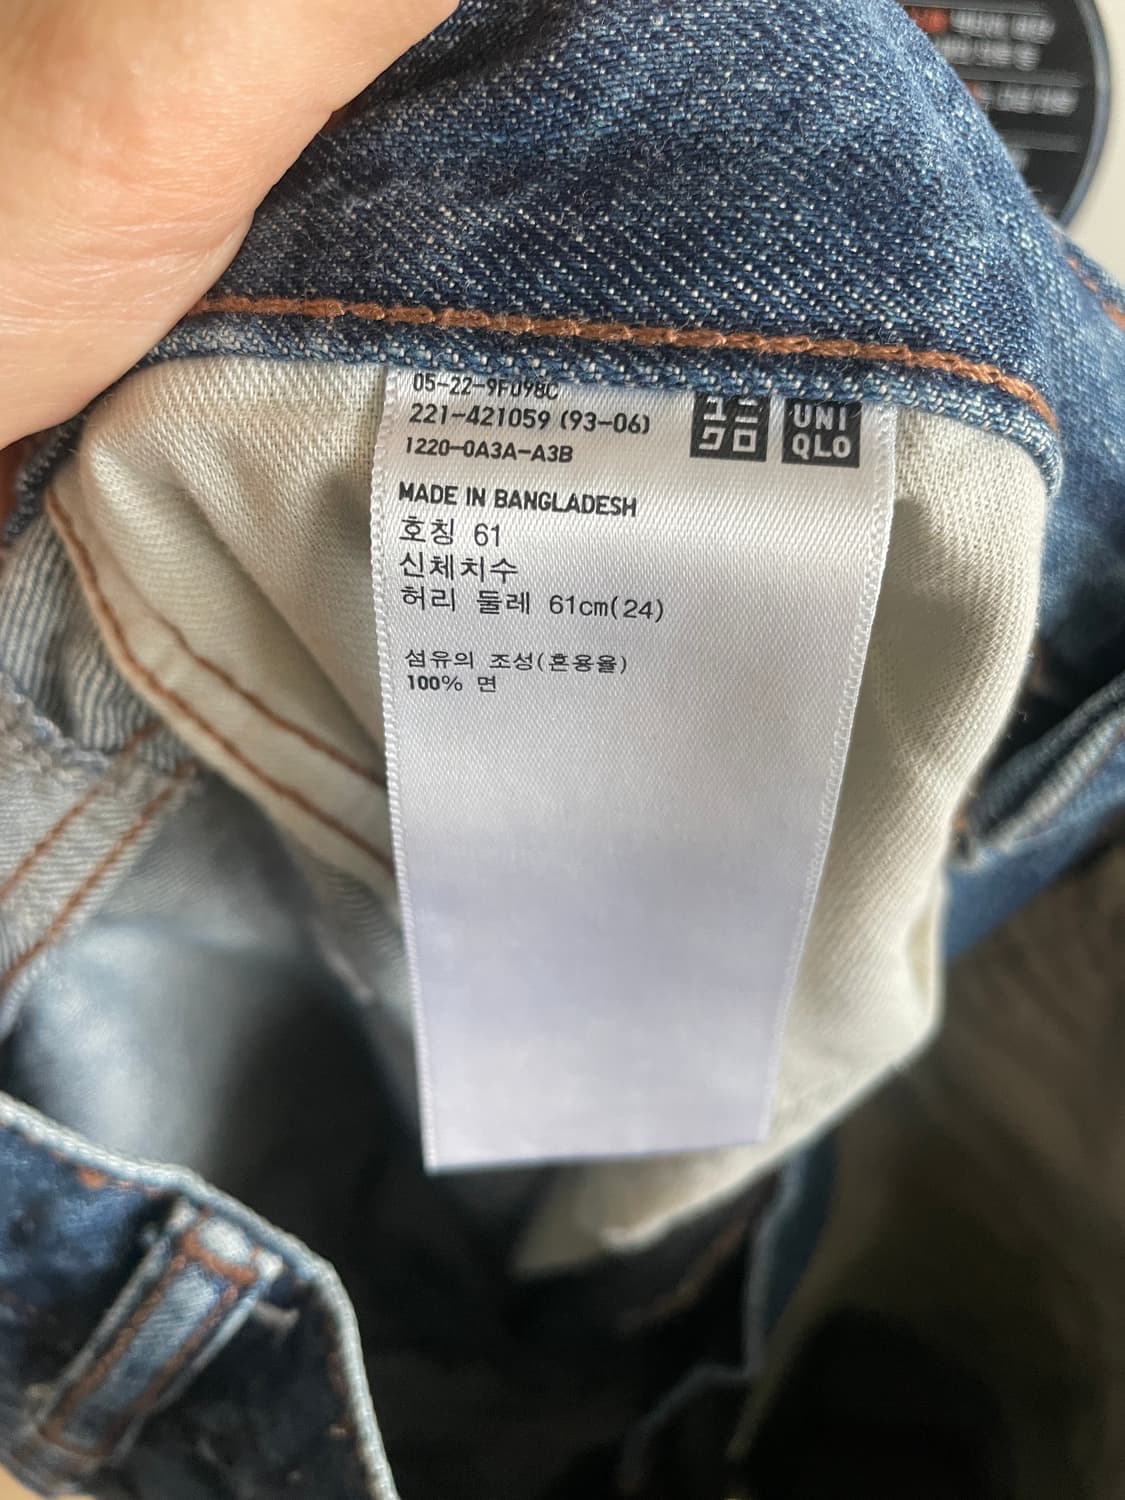 05-22-9F098C
221-421059 (93-06)
1220-0A3A-A3B
ユニ
クロ
UNI
QLO
MADE IN BANGLADESH
호칭 61
신체치수
허리 둘레 61cm(24)
섬유의 조성(혼용율)
100% 면